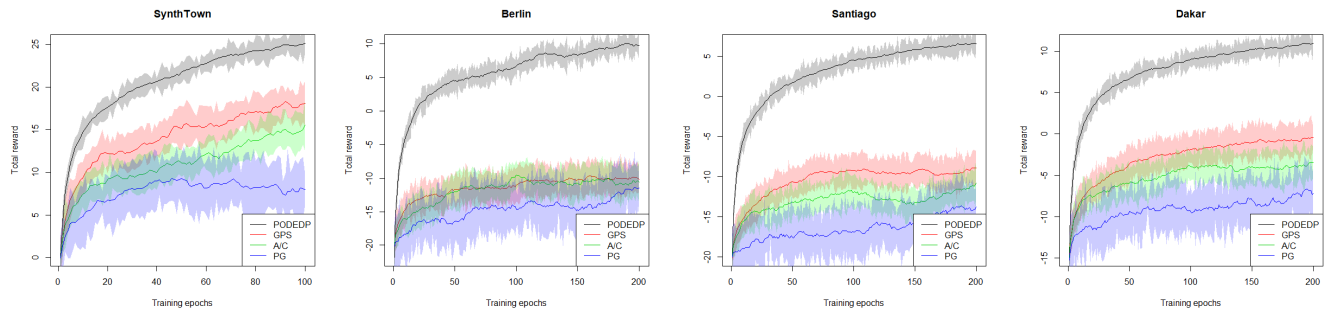 SynthTown
Total reward
25
20
15
10
5
0
0 20 40 60 80 100
Training epochs
PODEDP
GPS
A/C
PG
Berlin
Total reward
10
5
0
-5
-10
-15
-20
0 50 100 150 200
Training epochs
PODEDP
GPS
A/C
PG
Santiago
Total reward
5
0
-5
-10
-15
-20
0 50 100 150 200
Training epochs
PODEDP
GPS
A/C
PG
Dakar
Total reward
10
5
0
-5
-10
-15
0 50 100 150 200
Training epochs
PODEDP
GPS
A/C
PG